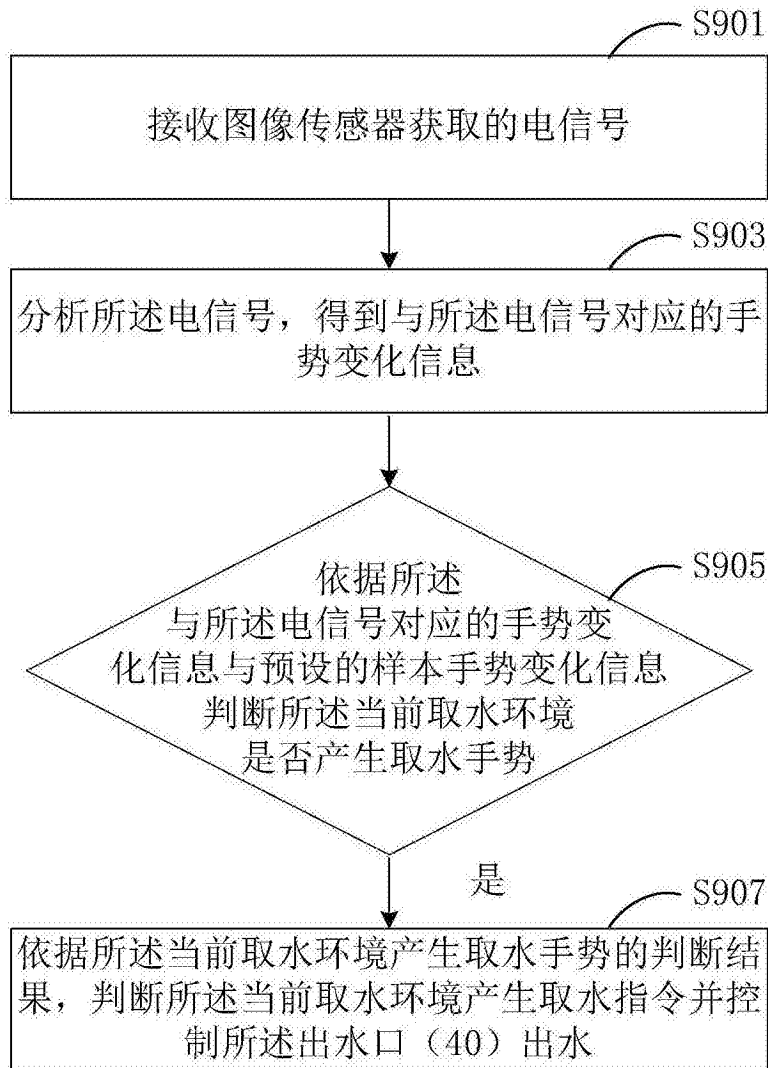 S901
接收图像传感器获取的电信号
S903
分析所述电信号，得到与所述电信号对应的手
势变化信息
S905
依据所述
与所述电信号对应的手势变
化信息与预设的样本手势变化信息
判断所述当前取水环境
是否产生取水手势
是
S907
依据所述当前取水环境产生取水手势的判断结
果，判断所述当前取水环境产生取水指令并控
制所述出水口（40）出水